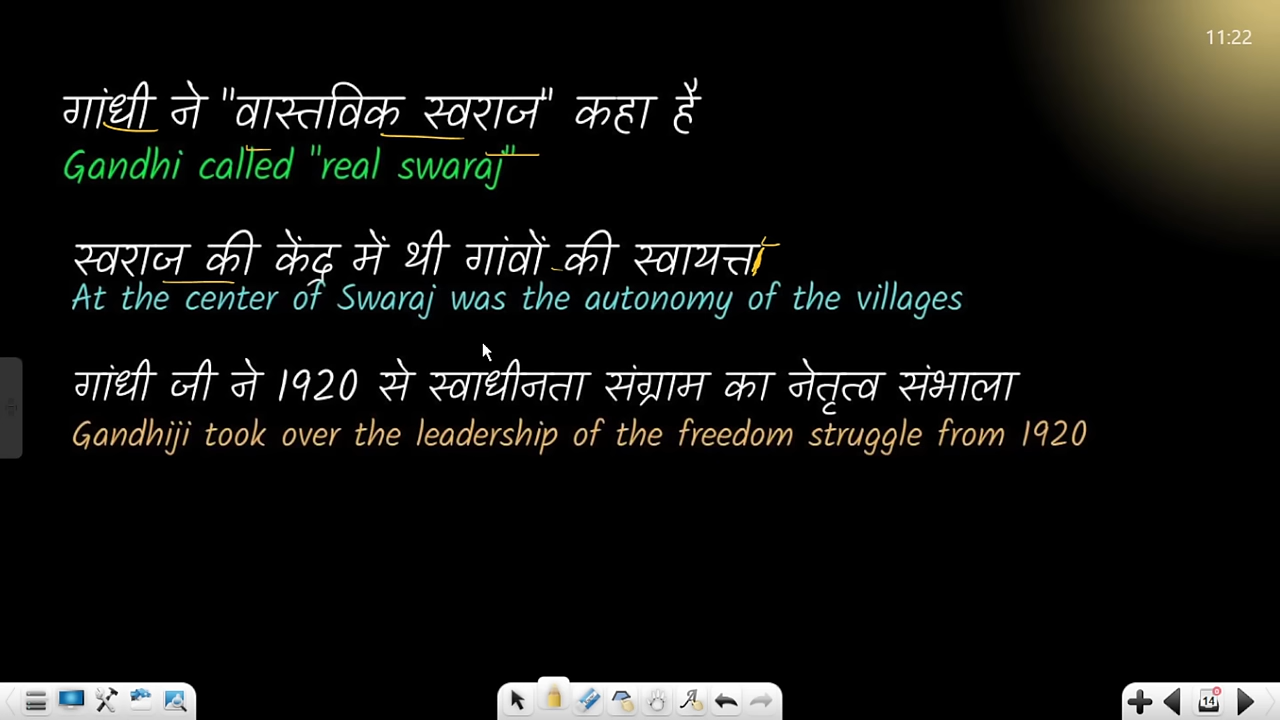 11:22
गांधी ने "वास्तविक स्वराज" कहा है
Gandhi called "real swaraj"
स्वराज की केंद्र में थी गांवों की स्वायत्ता
At the center of Swaraj was the autonomy of the villages
गांधी जी ने 1920 से स्वाधीनता संग्राम का नेतृत्व संभाला
Gandhiji took over the leadership of the freedom struggle from 1920
14